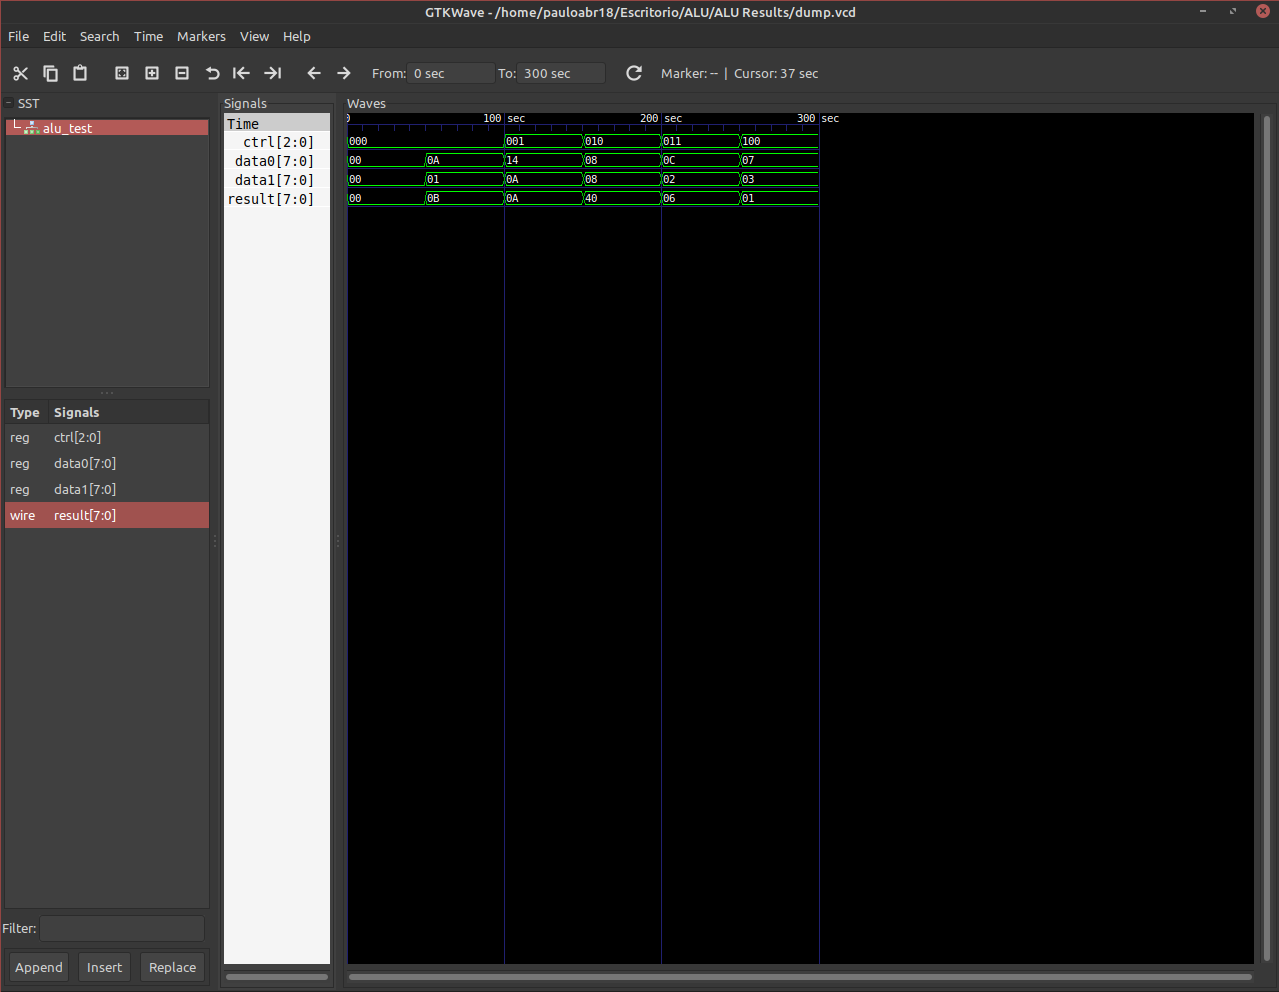 GTKWave - /home/pauloabr18/Escritorio/ALU/ALU Results/dump.vcd
File Edit Search Time Markers View Help
From: 0 sec To: 300 sec Marker: -- | Cursor: 37 sec
SST
alu_test
Type Signals
reg ctrl[2:0]
reg data0[7:0]
reg data1[7:0]
wire result[7:0]
Filter:
Append Insert Replace
Signals
Time
ctrl[2:0]
data0[7:0]
data1[7:0]
result[7:0]
Waves
0 100 sec 200 sec 300 sec
000 001 010 011 100
00 0A 14 08 0C 07
00 01 0A 08 02 03
00 0B 0A 40 06 01